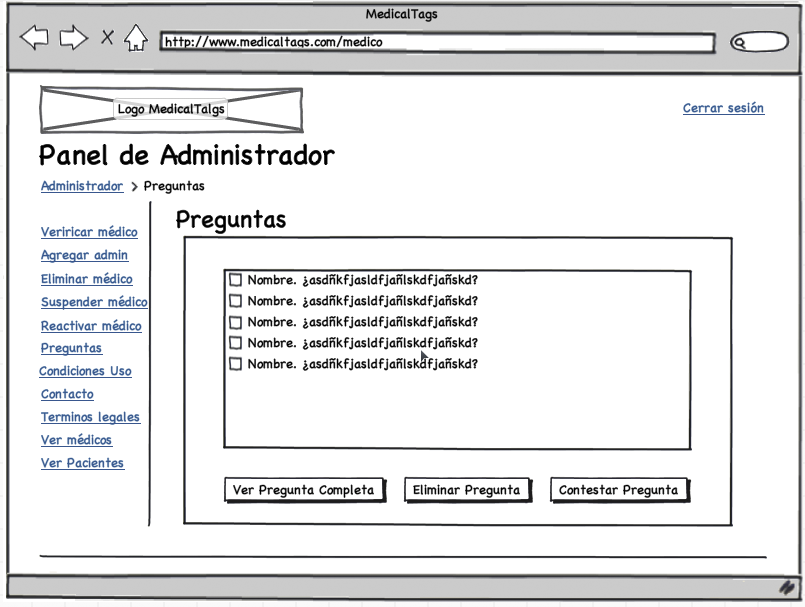 MedicalTags
http://www.medicaltags.com/medico
Logo MedicalTalgs
Cerrar sesión
Panel de Administrador
Administrador > Preguntas
Veriricar médico
Agregar admin
Eliminar médico
Suspender médico
Reactivar médico
Preguntas
Condiciones Uso
Contacto
Terminos legales
Ver médicos
Ver Pacientes
Preguntas
Nombre. ¿asdñkfjasldfjañlskdfjañskd?
Nombre. ¿asdñkfjasldfjañlskdfjañskd?
Nombre. ¿asdñkfjasldfjañlskdfjañskd?
Nombre. ¿asdñkfjasldfjañlskdfjañskd?
Nombre. ¿asdñkfjasldfjañlskdfjañskd?
Ver Pregunta Completa
Eliminar Pregunta
Contestar Pregunta